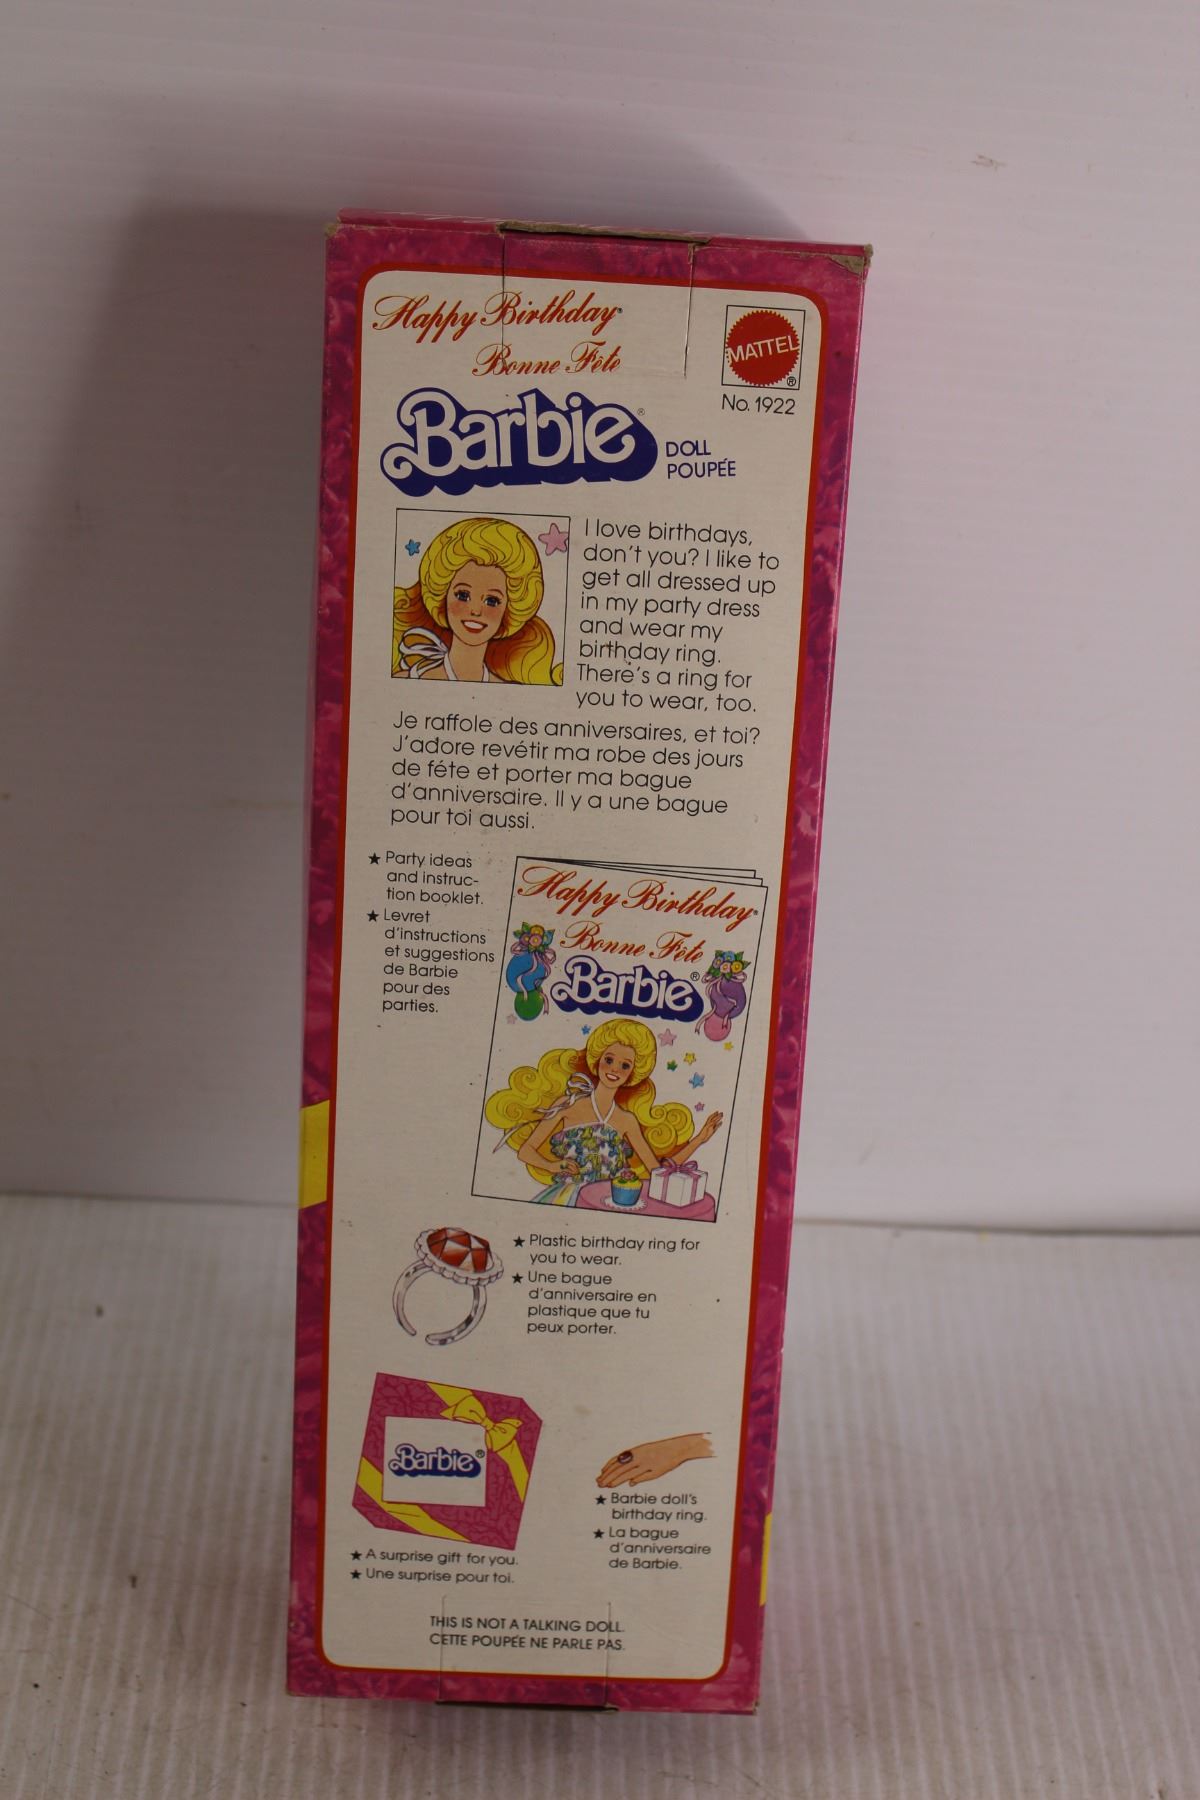 Happy Birthday
Bonne Fête
Barbie®
DOLL
POUPÉE
MATTEL
®
No. 1922
I love birthdays,
don't you? I like to
get all dressed up
in my party dress
and wear my
birthday ring.
There's a ring for
you to wear, too.
Je raffole des anniversaires, et toi?
J'adore revétir ma robe des jours
de féte et porter ma bague
d'anniversaire. Il y a une bague
pour toi aussi.
★ Party ideas
and instruc-
tion booklet.
★ Levret
d'instructions
et suggestions
de Barbie
pour des
parties.
Happy Birthday
Bonne Fête
Barbie®
★ Plastic birthday ring for
you to wear.
★ Une bague
d'anniversaire en
plastique que tu
peux porter.
Barbie®
★ A surprise gift for you.
★ Une surprise pour toi.
★ Barbie doll's
birthday ring.
★ La bague
d'anniversaire
de Barbie.
THIS IS NOT A TALKING DOLL.
CETTE POUPÉE NE PARLE PAS.